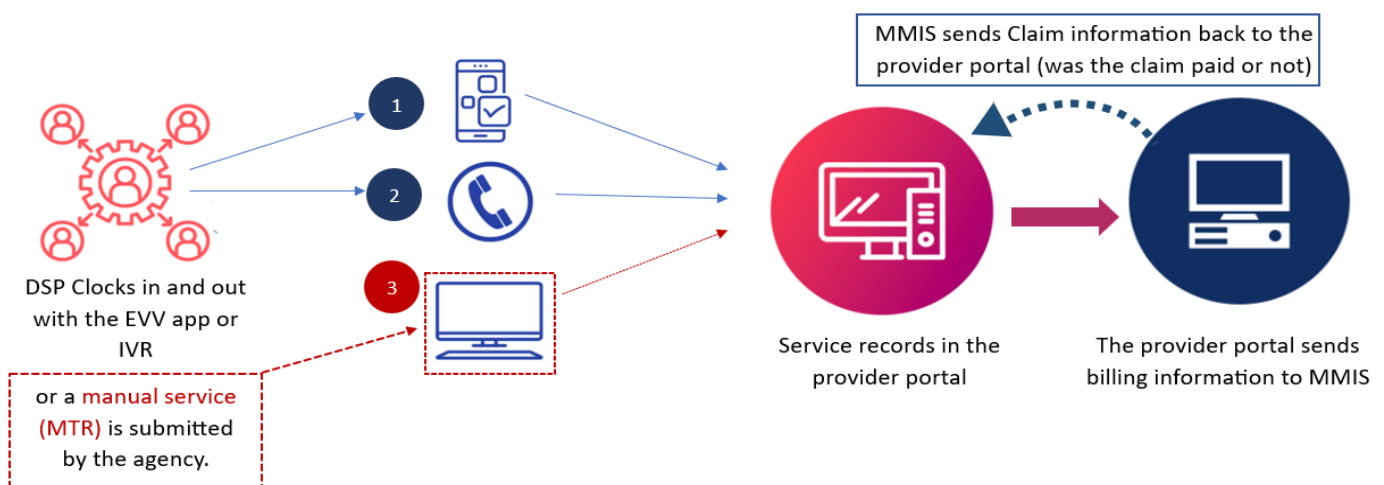 MMIS sends Claim information back to the
provider portal (was the claim paid or not)
1
2
3
DSP Clocks in and out
with the EVV app or
IVR
or a manual service
(MTR) is submitted
by the agency.
Service records in the
provider portal
The provider portal sends
billing information to MMIS